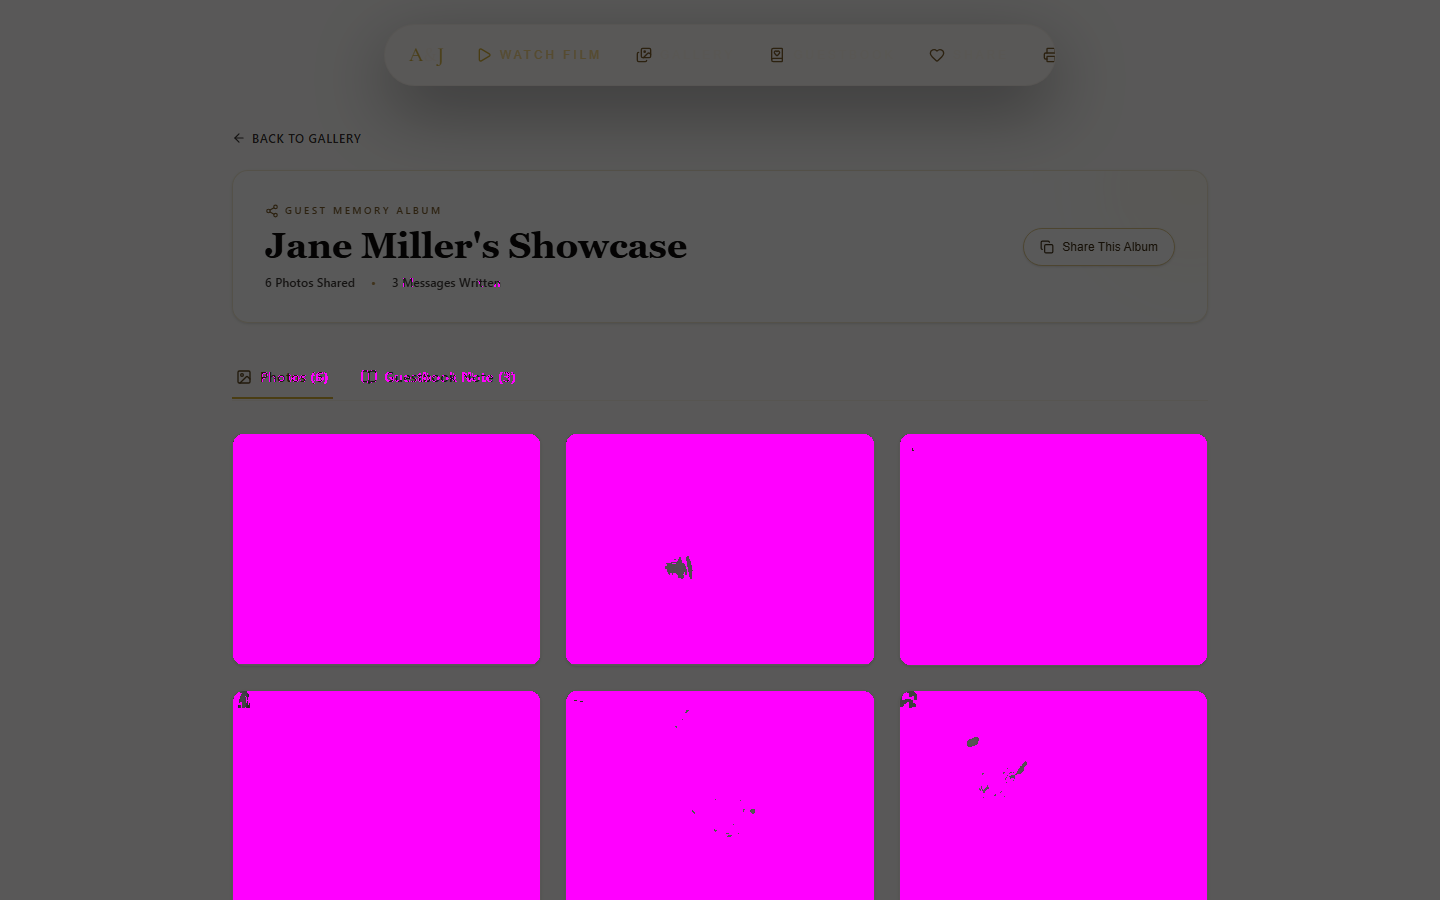 A J WATCH FILM
BACK TO GALLERY
GUEST MEMORY ALBUM
Jane Miller's Showcase
Share This Album
6 Photos Shared • 3 Messages Written
Photos (6)